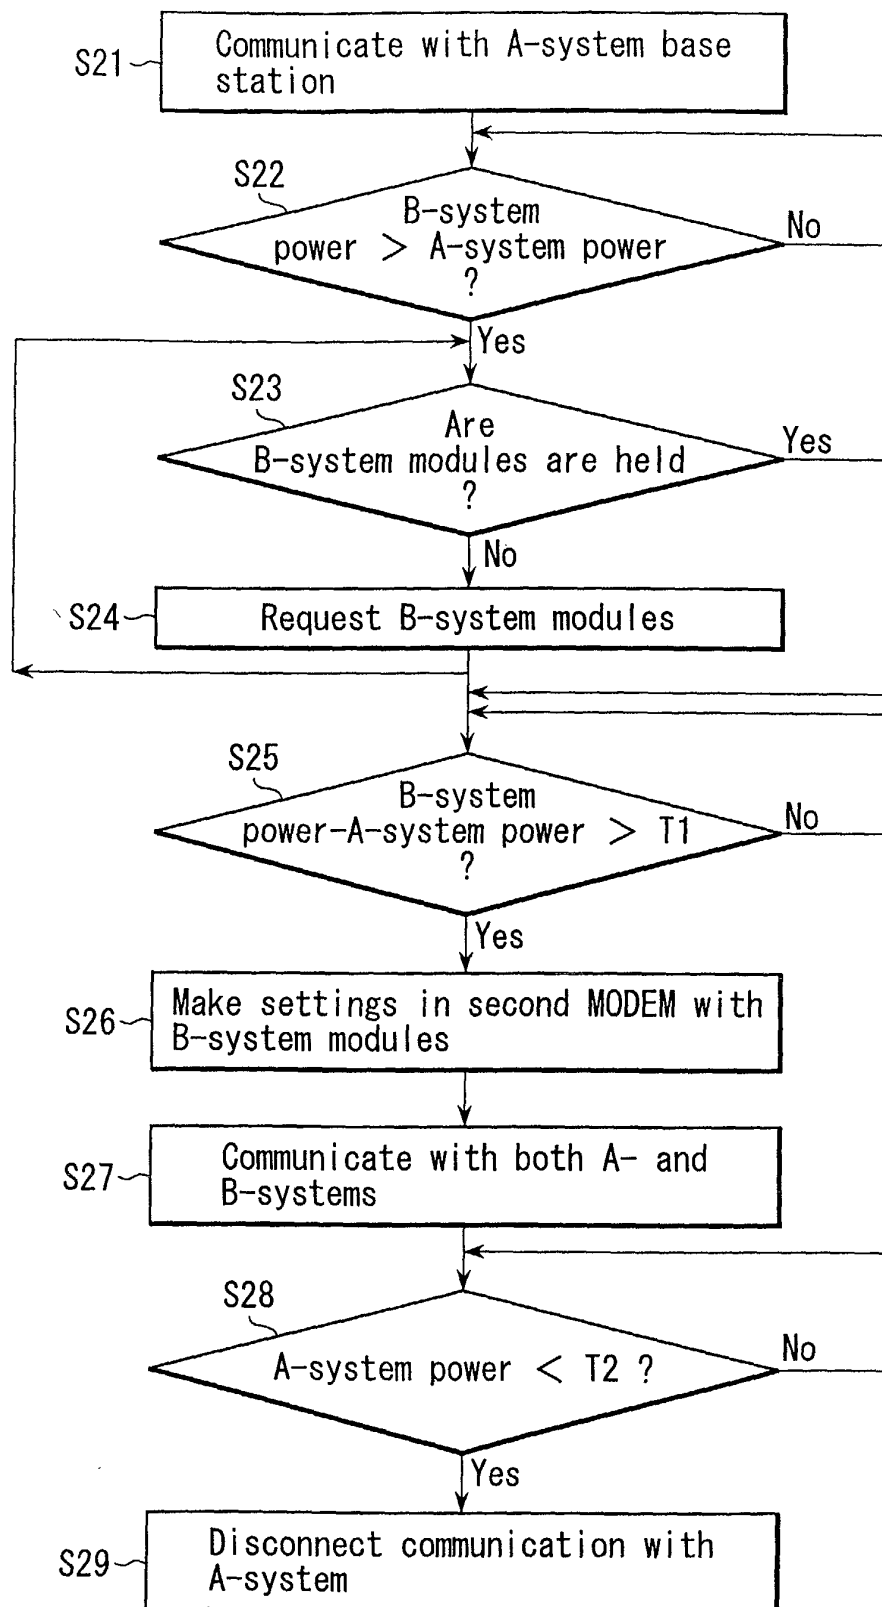 S21
Communicate with A-system base
station
S22
B-system
power > A-system power
?
No
Yes
S23
Are
B-system modules are held
?
Yes
No
S24
Request B-system modules
S25
B-system
power-A-system power > T1
?
No
Yes
S26
Make settings in second MODEM with
B-system modules
S27
Communicate with both A- and
B-systems
S28
A-system power < T2 ?
No
Yes
S29
Disconnect communication with
A-system